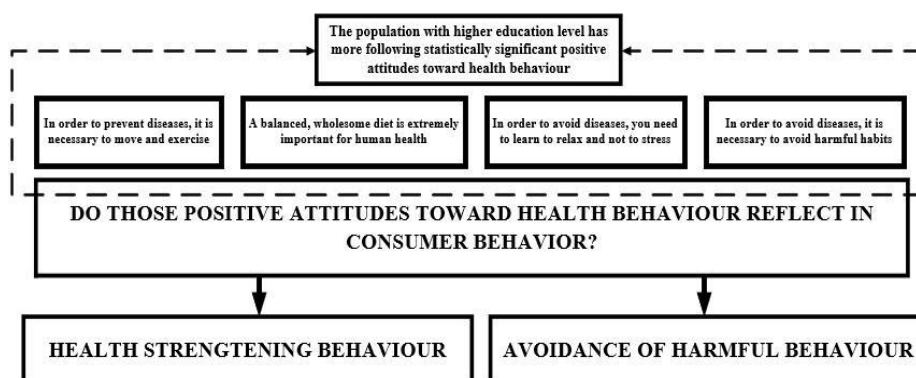 The population with higher education level has
more following statistically significant positive
attitudes toward health behaviour
In order to prevent diseases, it is
necessary to move and exercise
A balanced, wholesome diet is extremely
important for human health
In order to avoid diseases, you need
to learn to relax and not to stress
In order to avoid diseases, it is
necessary to avoid harmful habits
DO THOSE POSITIVE ATTITUDES TOWARD HEALTH BEHAVIOUR REFLECT IN
CONSUMER BEHAVIOR?
HEALTH STRENGTENING BEHAVIOUR
AVOIDANCE OF HARMFUL BEHAVIOUR